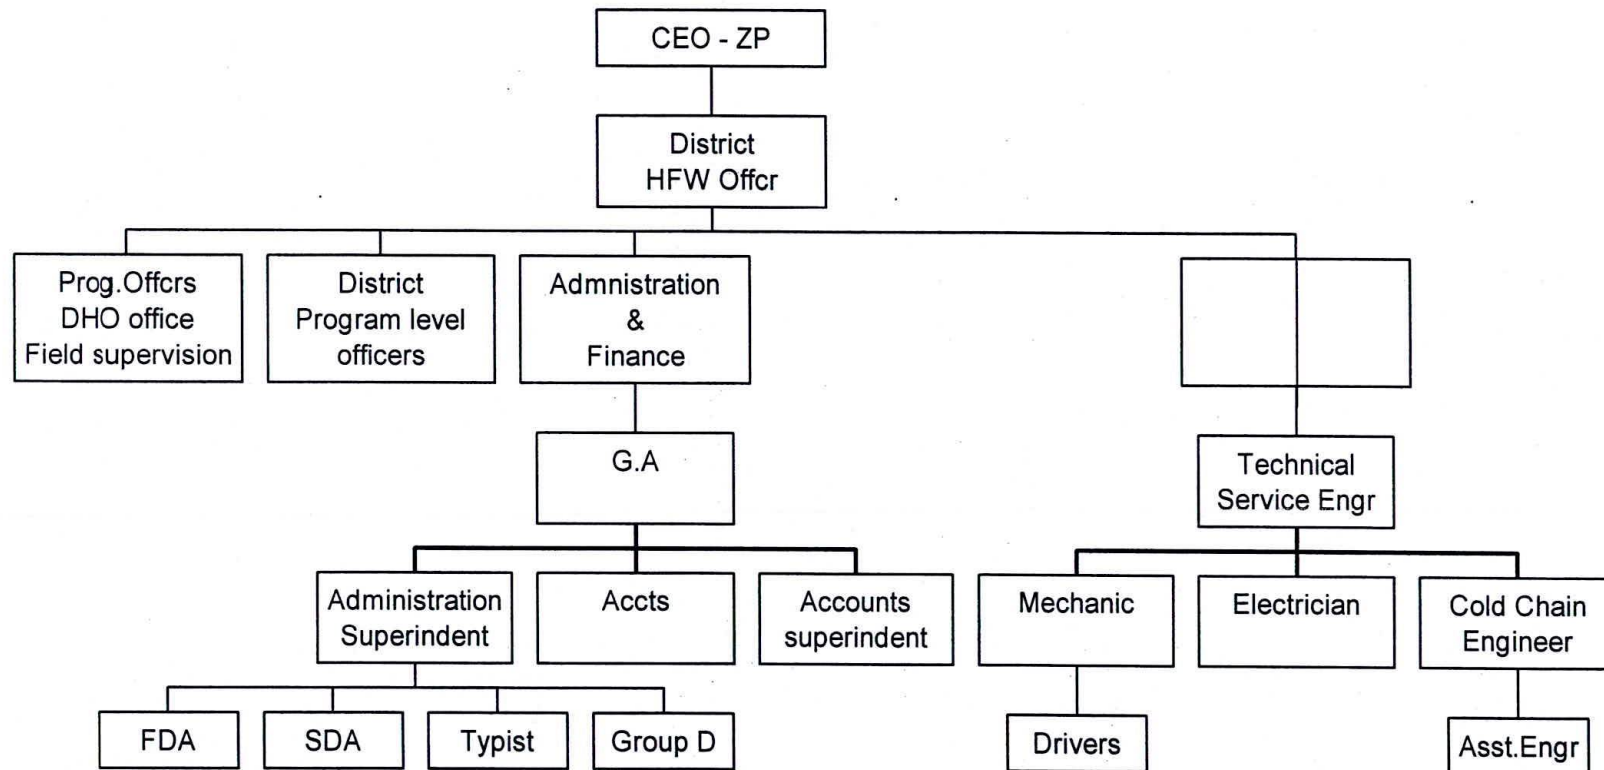 CEO - ZP
District
HFW Offcr
Prog.Offcrs
DHO office
Field supervision
District
Program level
officers
Admnistration
&
Finance
G.A
Technical
Service Engr
Administration
Superindent
Accts
Accounts
superindent
Mechanic
Electrician
Cold Chain
Engineer
FDA
SDA
Typist
Group D
Drivers
Asst.Engr